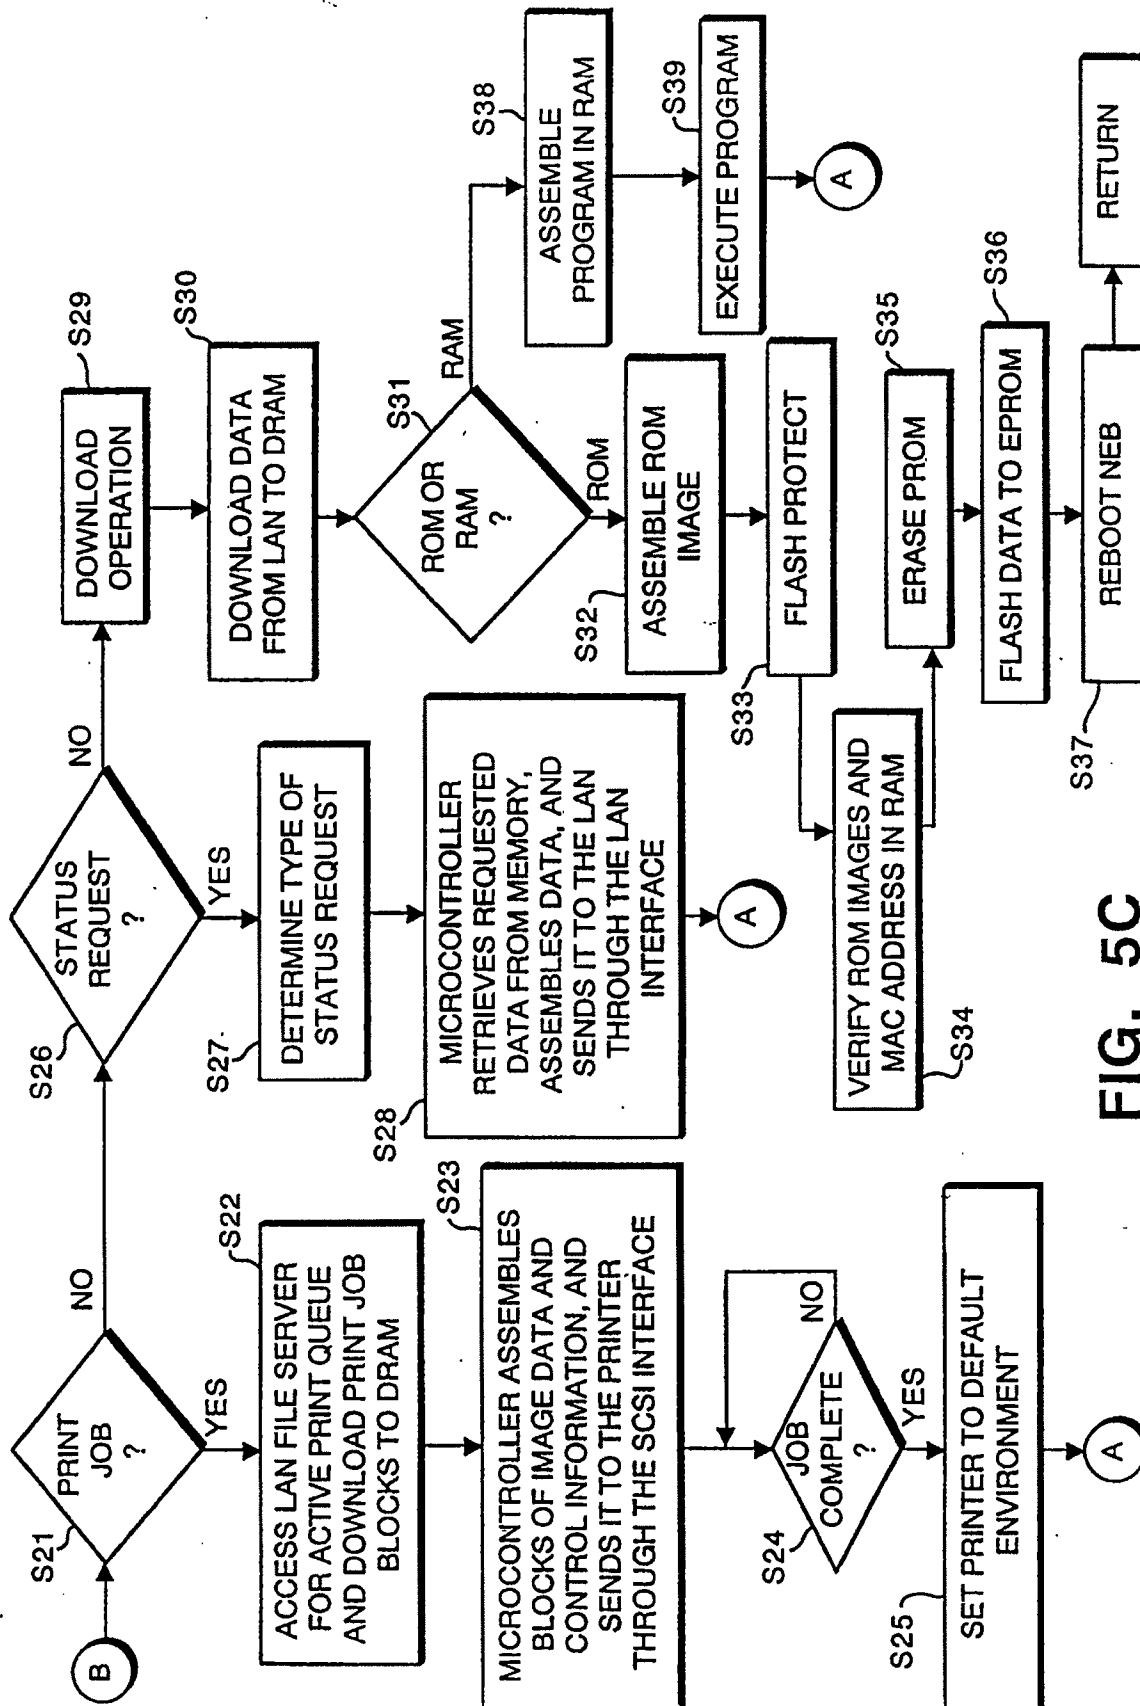 B
S21
PRINT
JOB
?
NO
YES
S22
ACCESS LAN FILE SERVER
FOR ACTIVE PRINT QUEUE
AND DOWNLOAD PRINT JOB
BLOCKS TO DRAM
S23
MICROCONTROLLER ASSEMBLES
BLOCKS OF IMAGE DATA AND
CONTROL INFORMATION, AND
SENDS IT TO THE PRINTER
THROUGH THE SCSI INTERFACE
S24
JOB
COMPLETE
?
NO
YES
S25
SET PRINTER TO DEFAULT
ENVIRONMENT
A
S26
STATUS
REQUEST
?
NO
YES
S27
DETERMINE TYPE OF
STATUS REQUEST
S28
MICROCONTROLLER
RETRIEVES REQUESTED
DATA FROM MEMORY,
ASSEMBLES DATA, AND
SENDS IT TO THE LAN
THROUGH THE LAN
INTERFACE
A
S29
DOWNLOAD
OPERATION
S30
DOWNLOAD DATA
FROM LAN TO DRAM
S31
ROM OR
RAM
?
RAM
ROM
S32
ASSEMBLE ROM
IMAGE
S33
FLASH PROTECT
S34
VERIFY ROM IMAGES AND
MAC ADDRESS IN RAM
S35
ERASE PROM
S36
FLASH DATA TO EPROM
S37
REBOOT NEB
RETURN
S38
ASSEMBLE
PROGRAM IN RAM
S39
EXECUTE PROGRAM
A
FIG. 5C